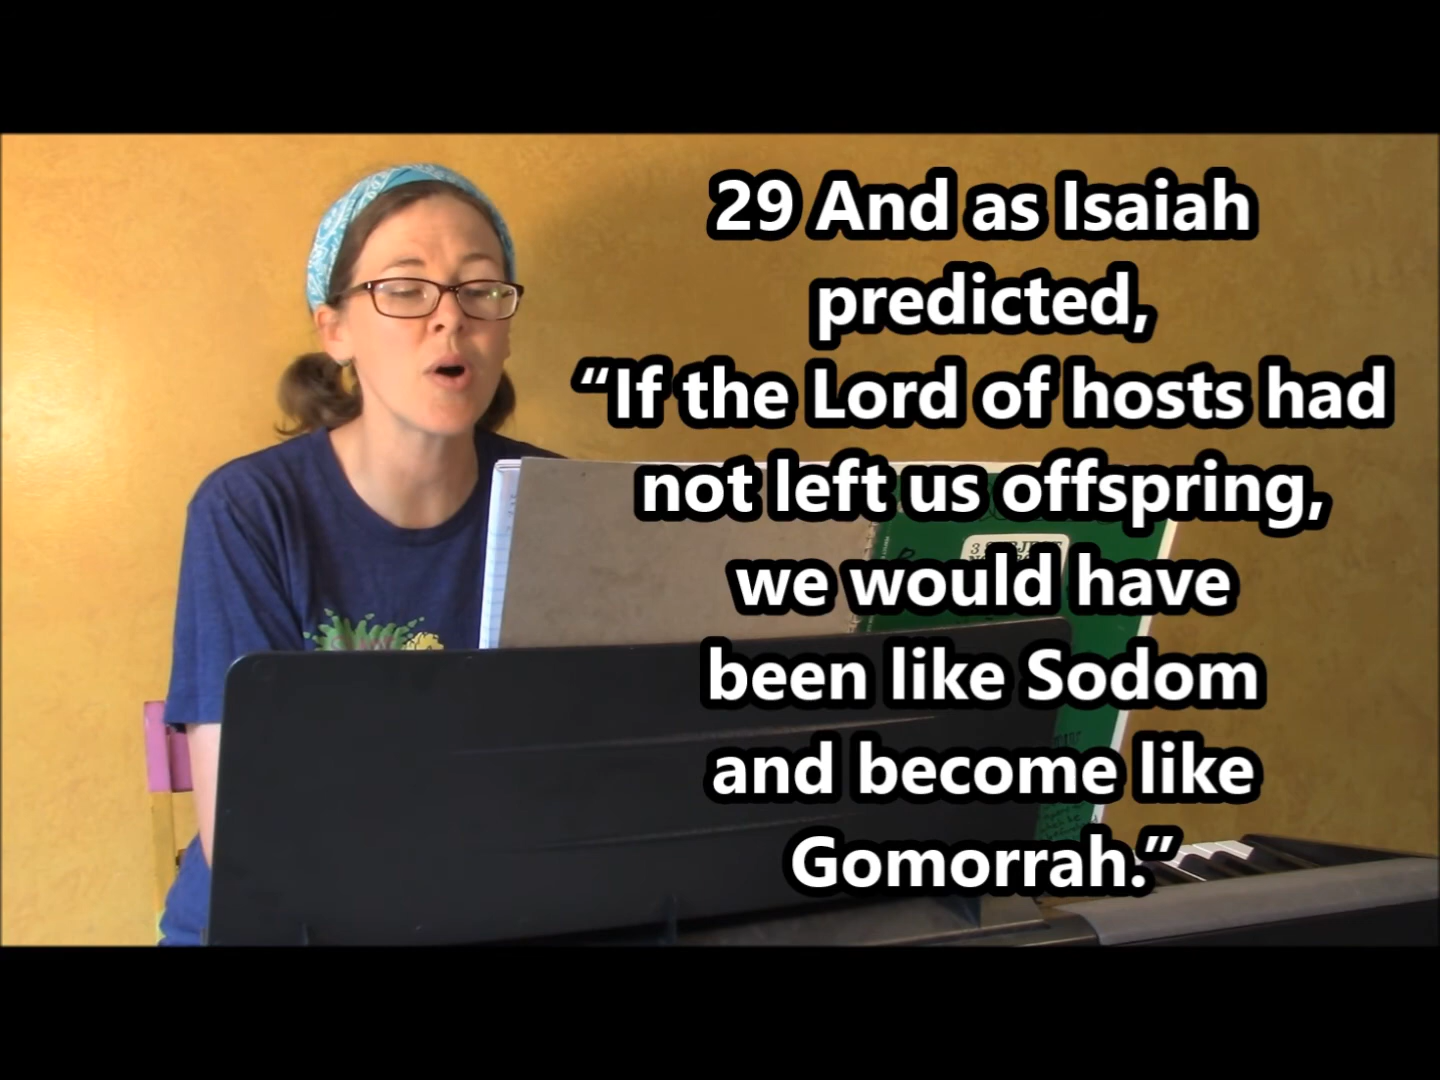 29 And as Isaiah
predicted,
“If the Lord of hosts had
not left us offspring,
we would have
been like Sodom
and become like
Gomorrah.”